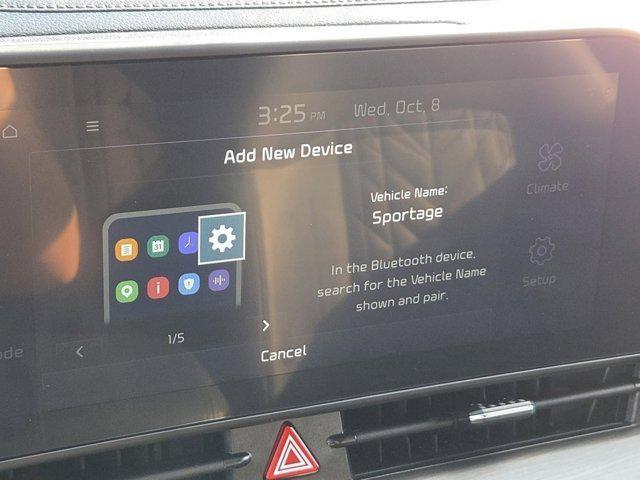 3:25 PM Wed, Oct, 8
Add New Device
Vehicle Name:
Sportage
Climate
31
In the Bluetooth device,
search for the Vehicle Name
shown and pair.
Setup
1/5
Cancel